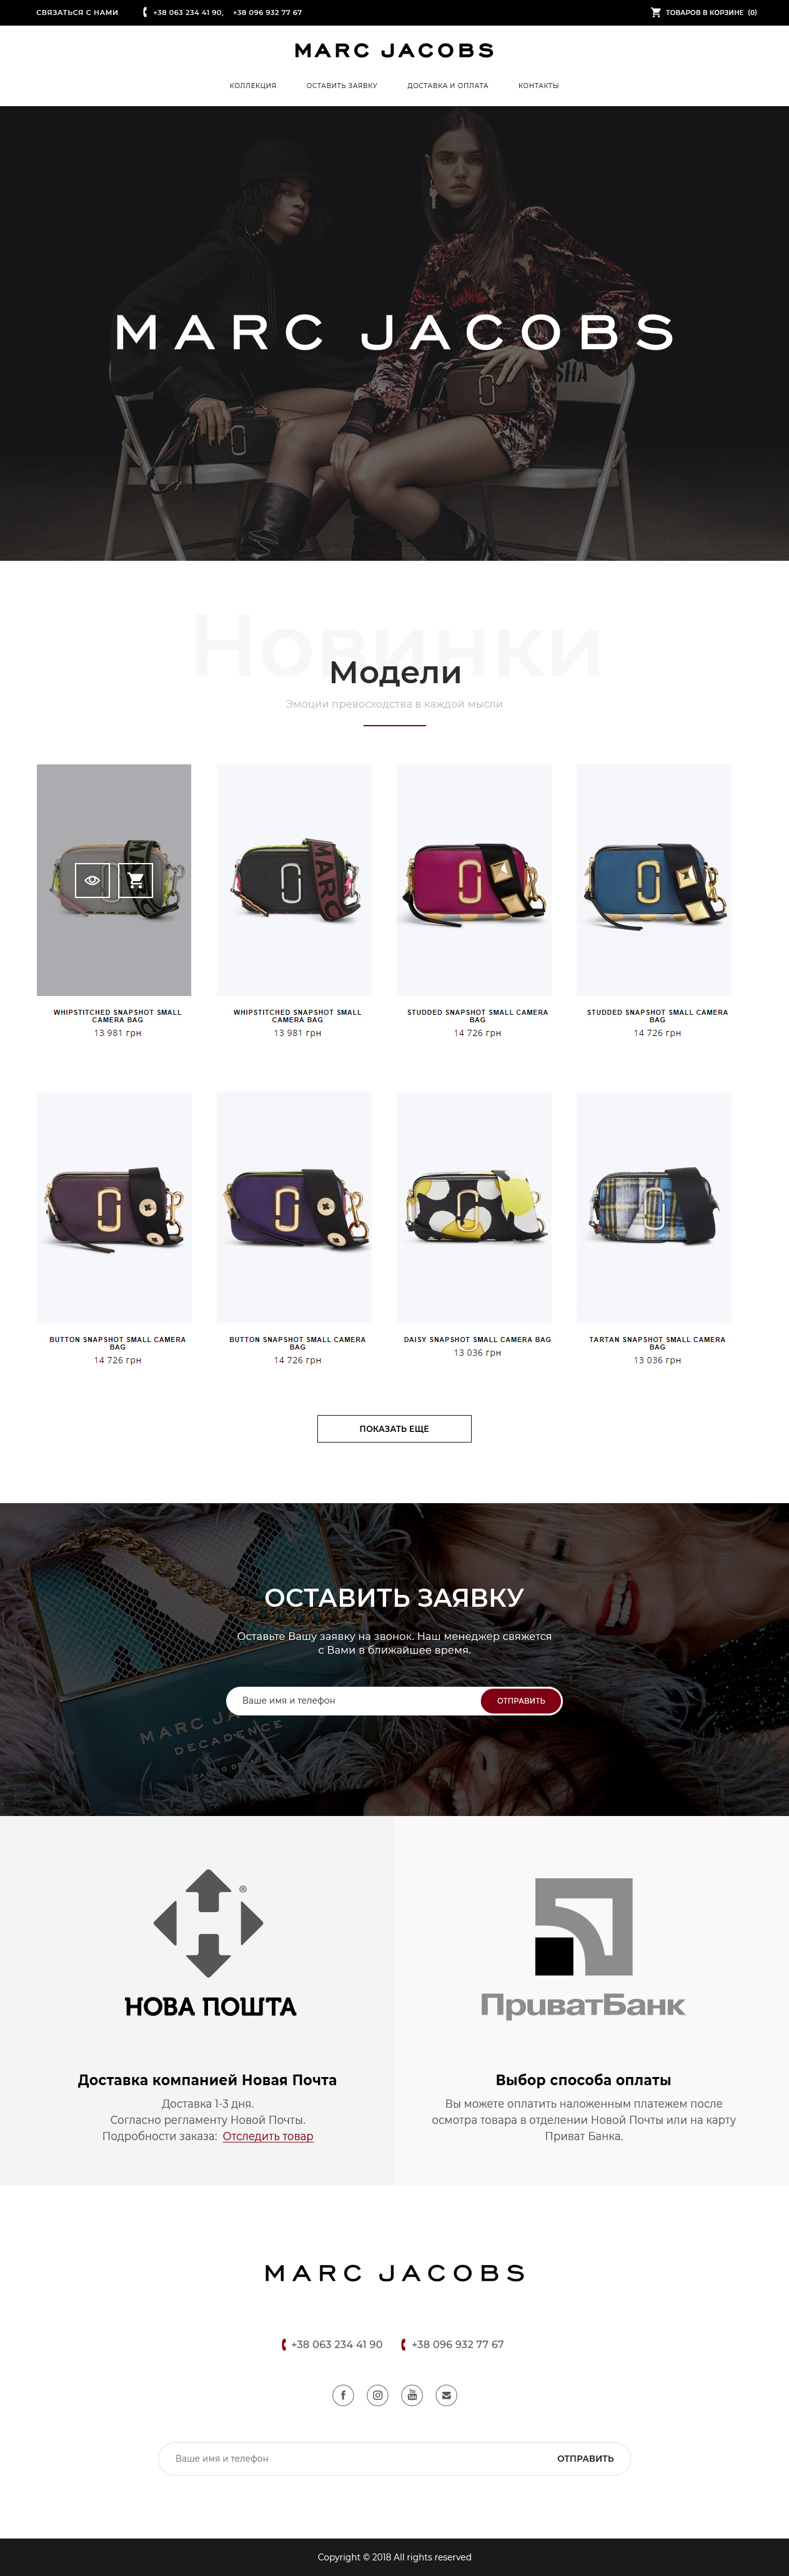 СВЯЗАТЬСЯ С НАМИ +38 063 234 41 90, +38 096 932 77 67 ТОВАРОВ В КОРЗИНЕ (0)
MARC JACOBS
КОЛЛЕКЦИЯ ОСТАВИТЬ ЗАЯВКУ ДОСТАВКА И ОПЛАТА КОНТАКТЫ
MARC JACOBS
Новинки
Модели
Эмоции превосходства в каждой мысли
WHIPSTITCHED SNAPSHOT SMALL
CAMERA BAG
13 981 грн
WHIPSTITCHED SNAPSHOT SMALL
CAMERA BAG
13 981 грн
STUDDED SNAPSHOT SMALL CAMERA
BAG
14 726 грн
STUDDED SNAPSHOT SMALL CAMERA
BAG
14 726 грн
BUTTON SNAPSHOT SMALL CAMERA
BAG
14 726 грн
BUTTON SNAPSHOT SMALL CAMERA
BAG
14 726 грн
DAISY SNAPSHOT SMALL CAMERA BAG
13 036 грн
TARTAN SNAPSHOT SMALL CAMERA
BAG
13 036 грн
ПОКАЗАТЬ ЕЩЕ
ОСТАВИТЬ ЗАЯВКУ
Оставьте Вашу заявку на звонок. Наш менеджер свяжется
с Вами в ближайшее время.
Ваше имя и телефон ОТПРАВИТЬ
MARC J
DECADENCE
НОВА ПОШТА
Доставка компанией Новая Почта
Доставка 1-3 дня.
Согласно регламенту Новой Почты.
Подробности заказа: Отследить товар
ПриватБанк
Выбор способа оплаты
Вы можете оплатить наложенным платежем после
осмотра товара в отделении Новой Почты или на карту
Приват Банка.
MARC JACOBS
+38 063 234 41 90 +38 096 932 77 67
Ваше имя и телефон ОТПРАВИТЬ
Copyright © 2018 All rights reserved